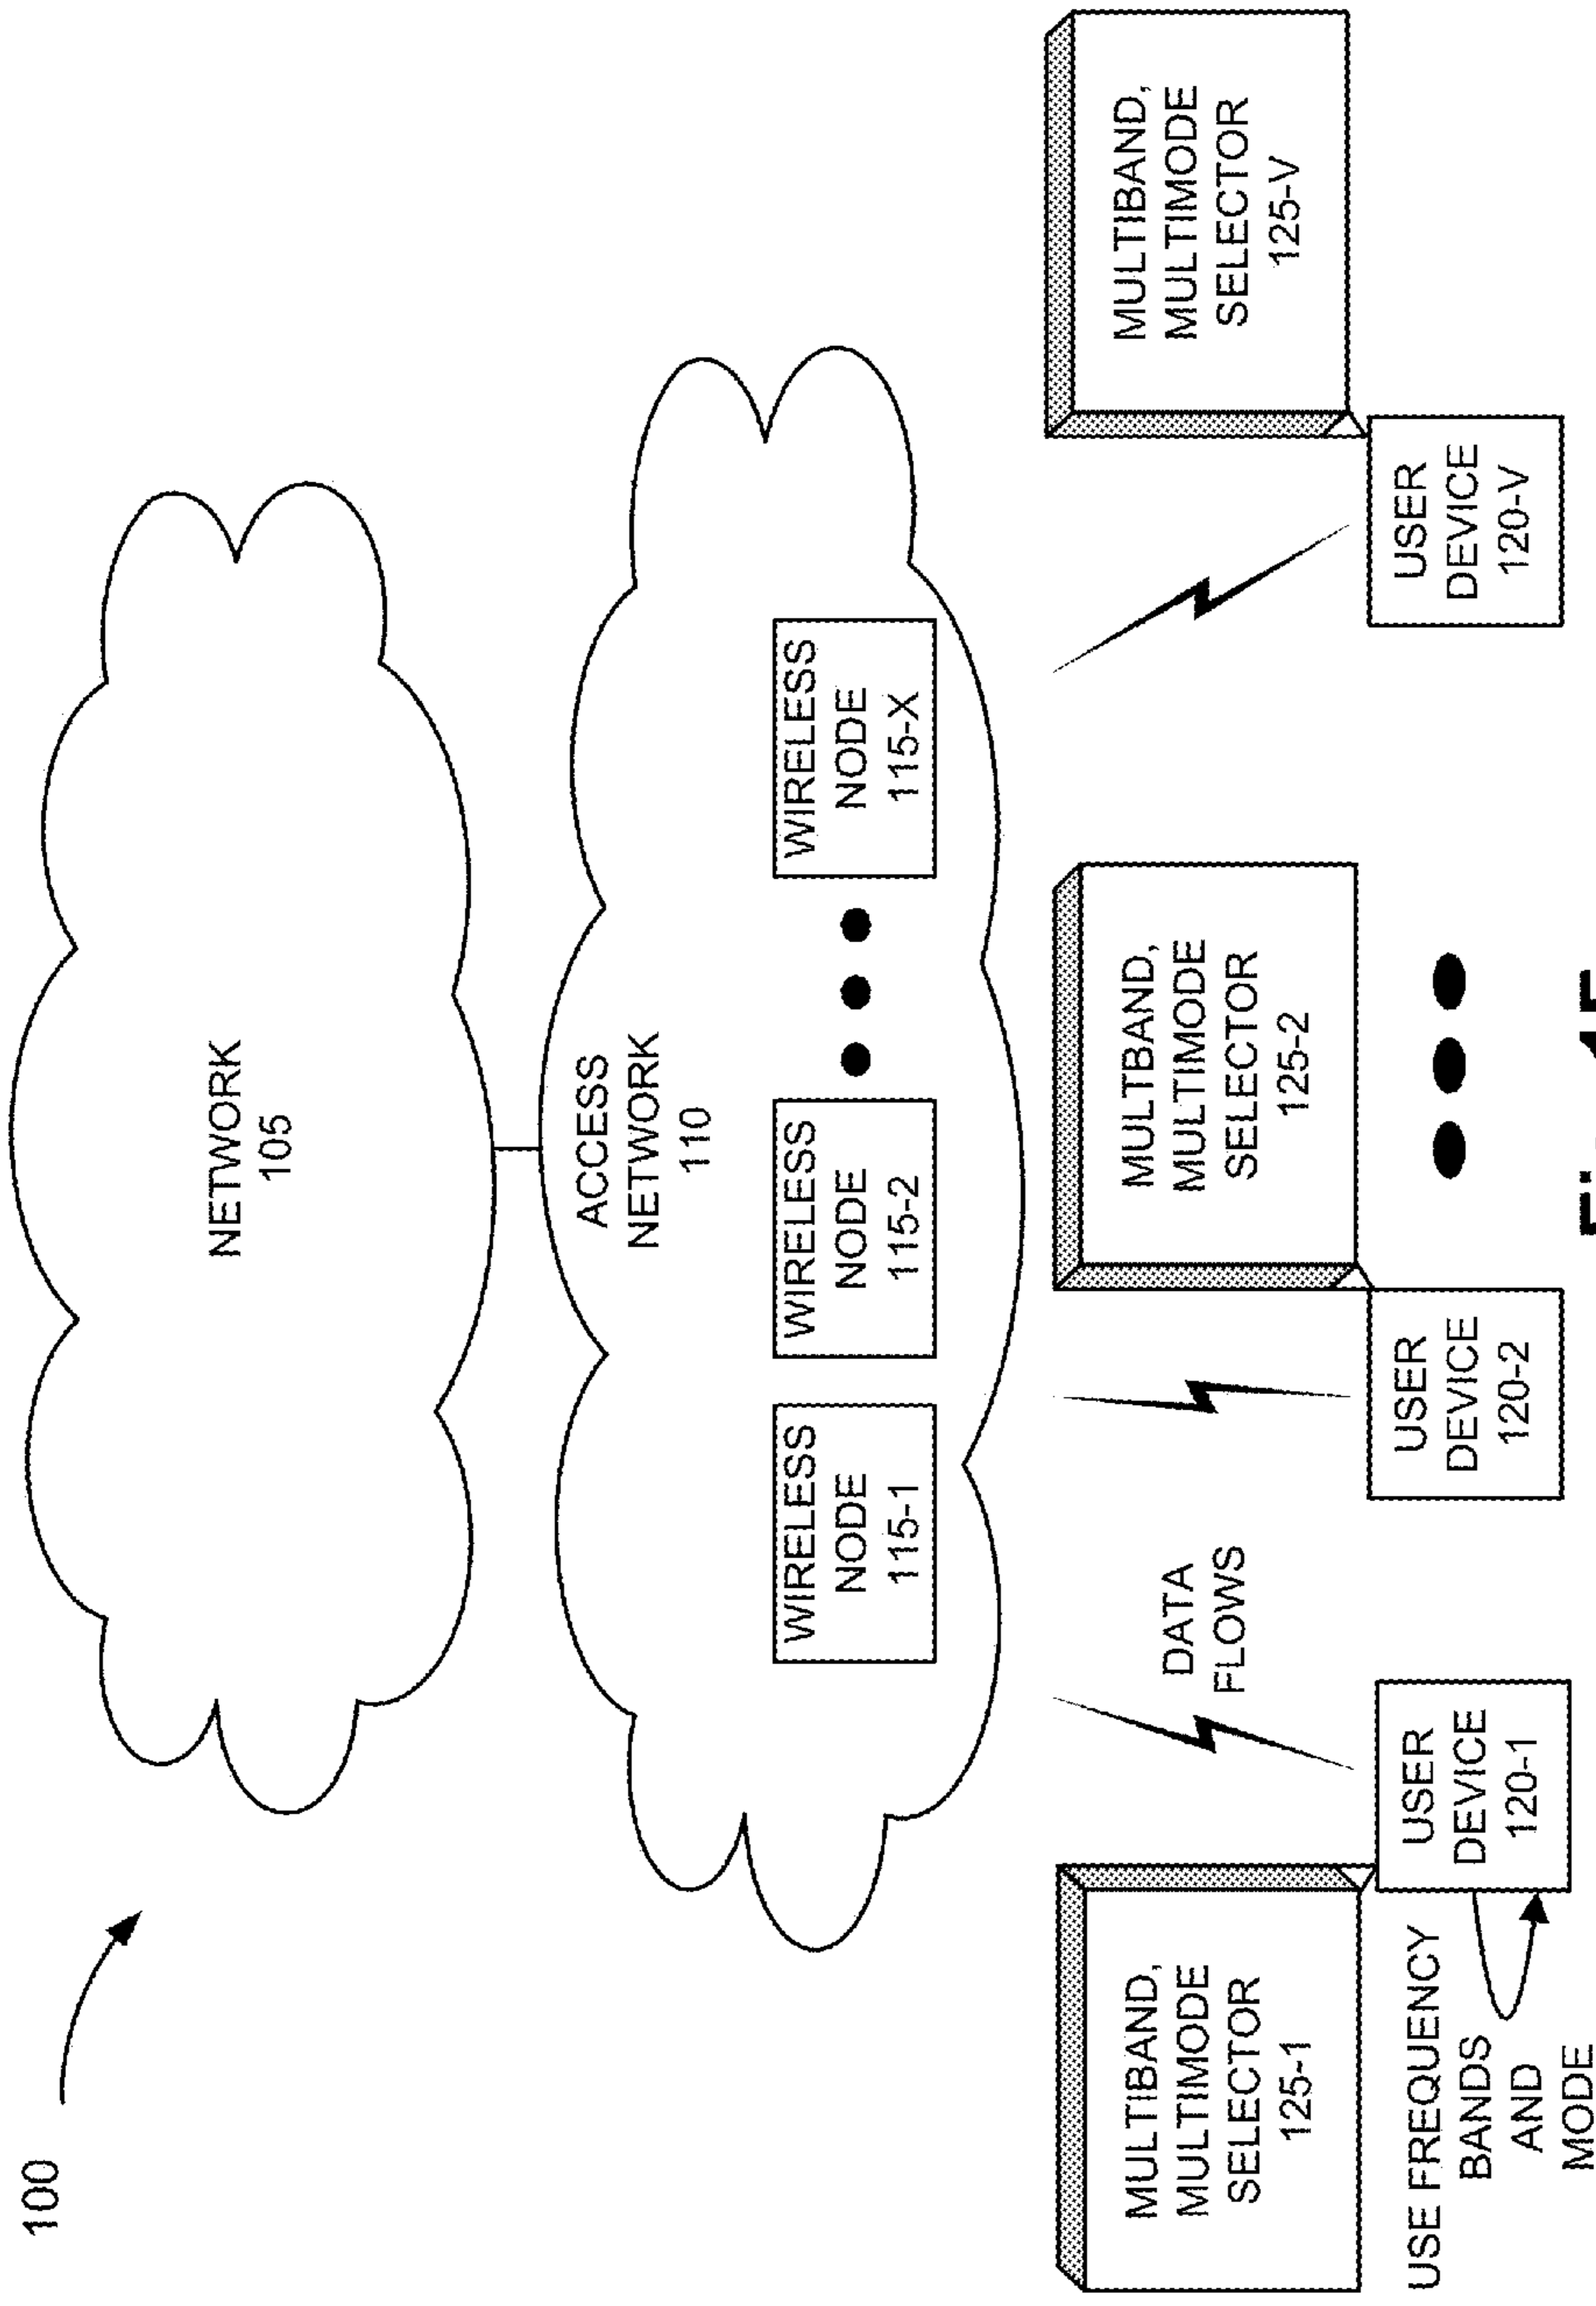 100
NETWORK
105
ACCESS
NETWORK
110
WIRELESS
NODE
115-1
WIRELESS
NODE
115-2
WIRELESS
NODE
115-X
DATA
FLOWS
MULTIBAND,
MULTIMODE
SELECTOR
125-1
MULTBAND,
MULTIMODE
SELECTOR
125-2
MULTIBAND,
MULTIMODE
SELECTOR
125-V
USER
DEVICE
120-1
USER
DEVICE
120-2
USER
DEVICE
120-V
USE FREQUENCY
BANDS
AND
MODE